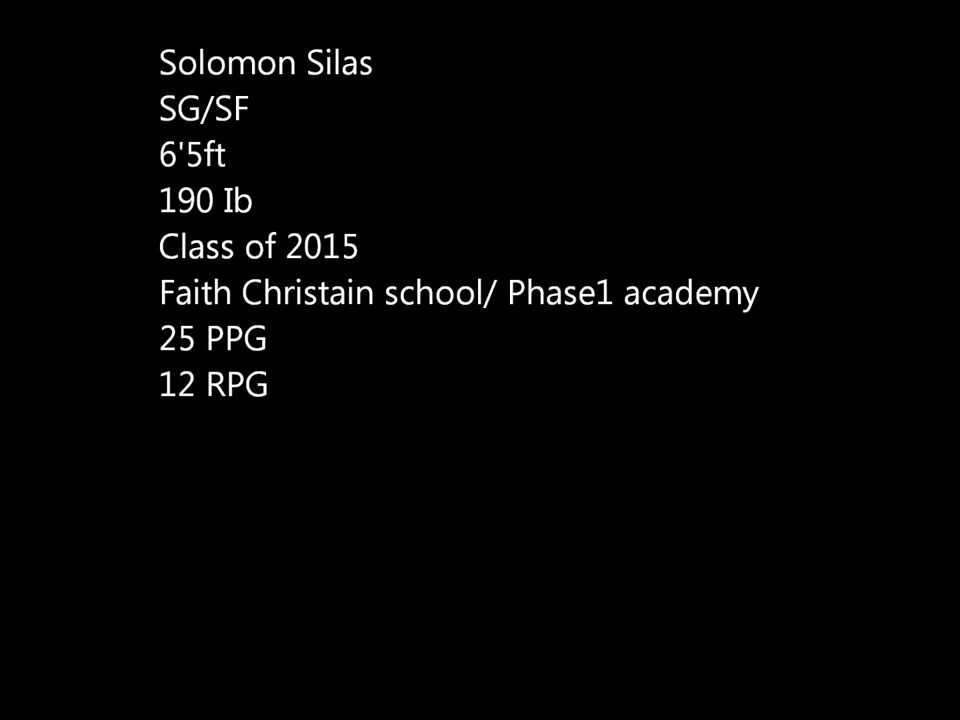 Solomon Silas
SG/SF
6'5ft
190 Ib
Class of 2015
Faith Christain school/ Phase1 academy
25 PPG
12 RPG